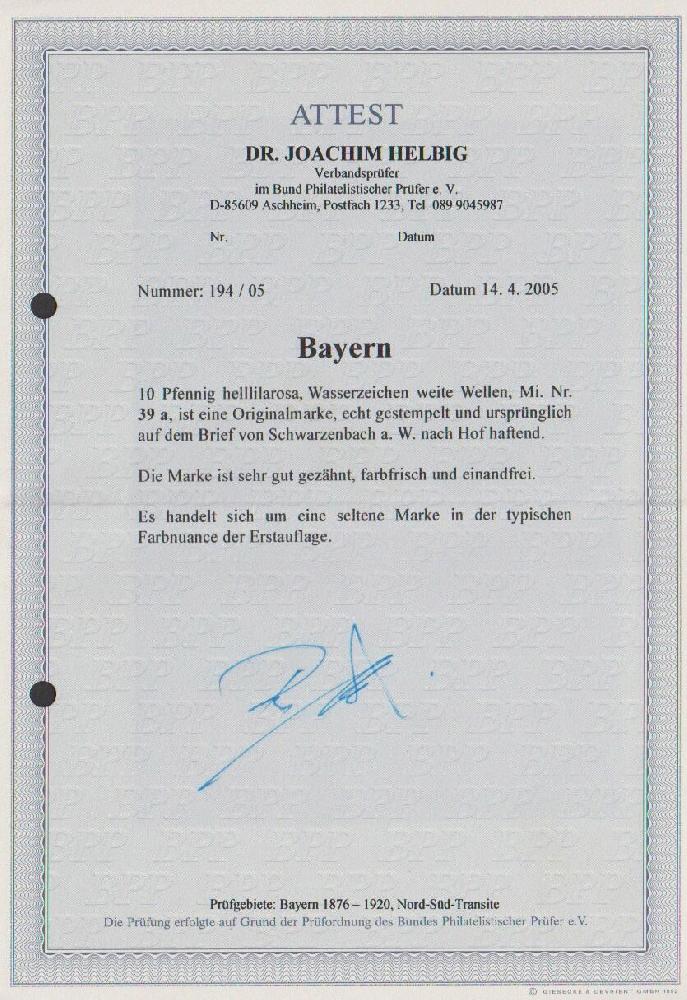 ATTEST
DR. JOACHIM HELBIG
Verbandsprüfer
im Bund Philatelistischer Prüfer e. V.
D-85609 Aschheim, Postfach 1233, Tel. 089 9045987
Nr. Datum
Nummer: 194 / 05 Datum 14. 4. 2005
Bayern
10 Pfennig helllilarosa, Wasserzeichen weite Wellen, Mi. Nr.
39 a, ist eine Originalmarke, echt gestempelt und ursprünglich
auf dem Brief von Schwarzenbach a. W. nach Hof haftend.
Die Marke ist sehr gut gezähnt, farbfrisch und einandfrei.
Es handelt sich um eine seltene Marke in der typischen
Farbnuance der Erstauflage.
Prüfgebiete: Bayern 1876 – 1920, Nord-Süd-Transite
Die Prüfung erfolgte auf Grund der Prüfordnung des Bundes Philatelistischer Prüfer e.V.
© GIESECKE & DEVRIENT GMBH